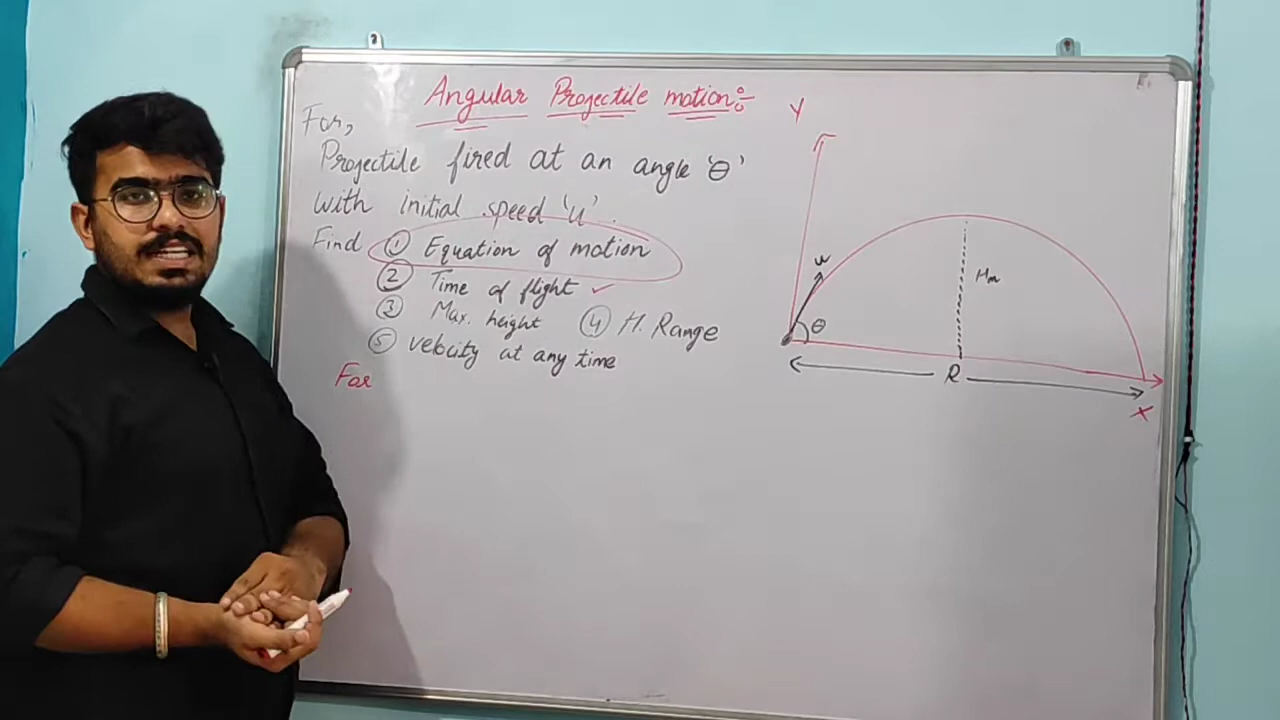 Angular Projectile motion:-
For,
Projectile fired at an angle 'θ'
with initial speed 'u'.
Find ① Equation of motion
② Time of flight ✓
③ Max. height ④ H. Range
⑤ velocity at any time
For
Y
u
θ
Hm
R
X